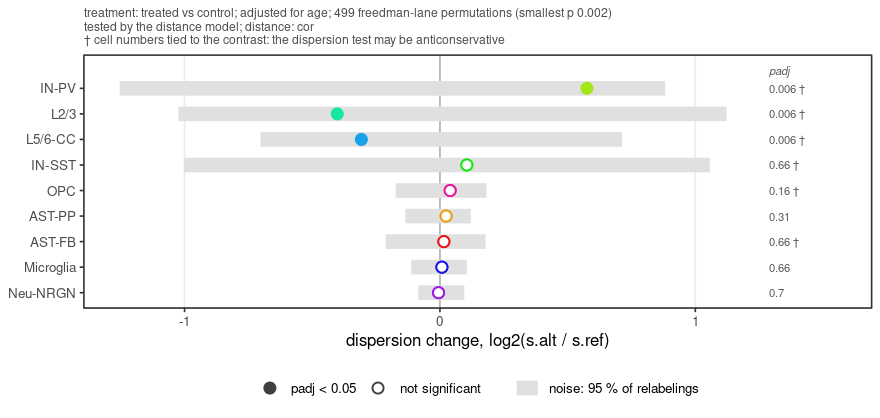 treatment: treated vs control; adjusted for age; 499 freedman-lane permutations (smallest p 0.002)
tested by the distance model; distance: cor
† cell numbers tied to the contrast: the dispersion test may be anticonservative
padj
IN-PV 0.006 †
L2/3 0.006 †
L5/6-CC 0.006 †
IN-SST 0.66 †
OPC 0.16 †
AST-PP 0.31
AST-FB 0.66 †
Microglia 0.66
Neu-NRGN 0.7
-1 0 1
dispersion change, log2(s.alt / s.ref)
padj < 0.05 not significant noise: 95 % of relabelings